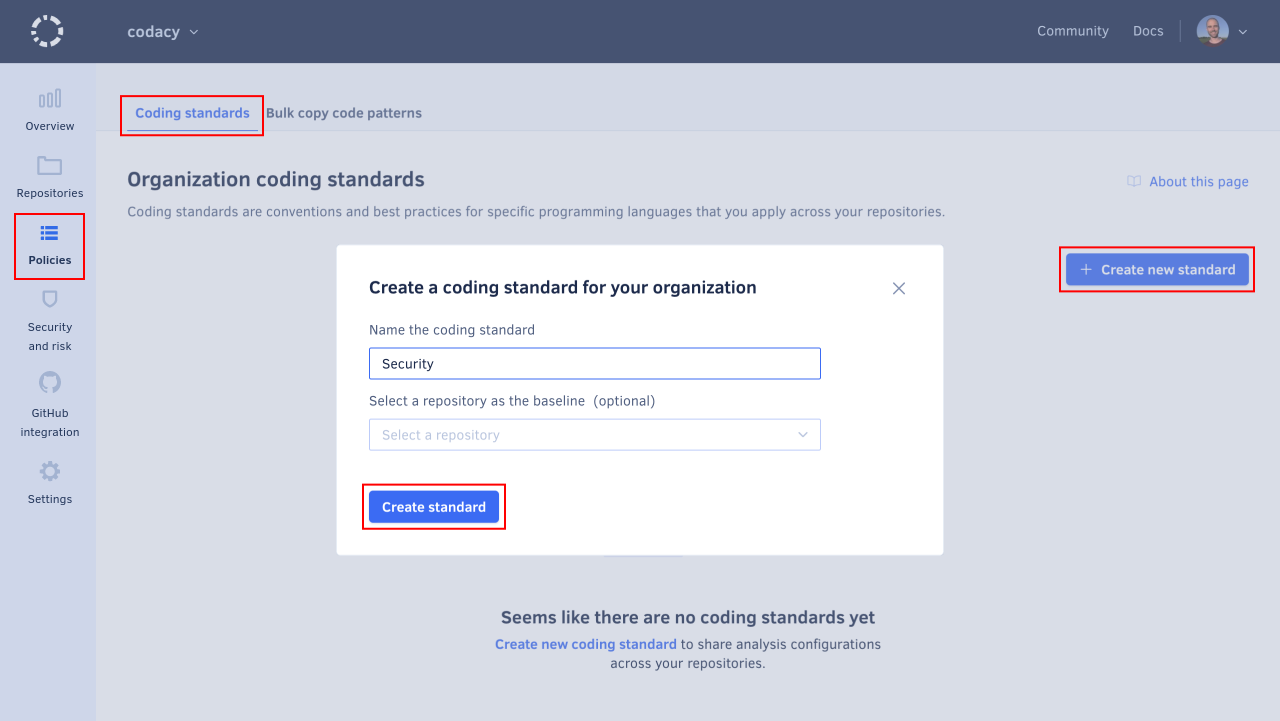 codacy
Community Docs
Overview
Repositories
Policies
Security
and risk
GitHub
integration
Settings
Coding standards Bulk copy code patterns
Organization coding standards
About this page
Coding standards are conventions and best practices for specific programming languages that you apply across your repositories.
Create new standard
Create a coding standard for your organization
Name the coding standard
Security
Select a repository as the baseline (optional)
Select a repository
Create standard
Seems like there are no coding standards yet
Create new coding standard to share analysis configurations
across your repositories.